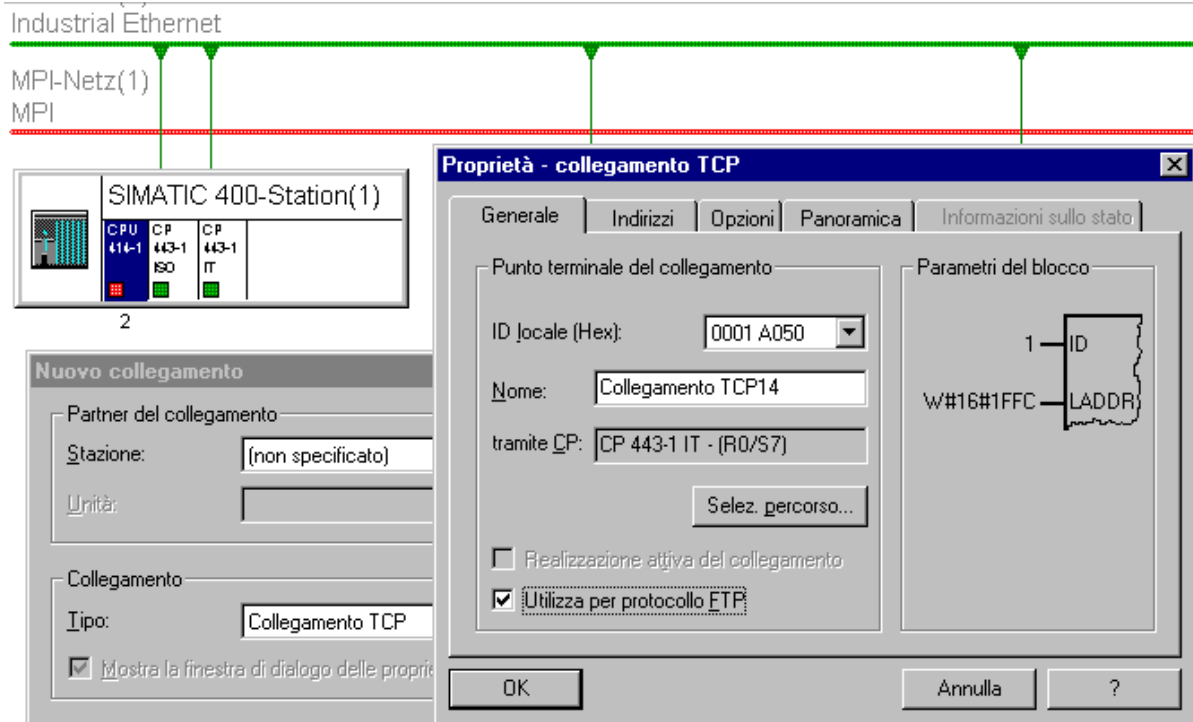 Industrial Ethernet
MPI-Netz(1)
MPI
SIMATIC 400-Station(1)
CPU 414-1
CP 443-1 ISO
CP 443-1 IT
2
Nuovo collegamento
Partner del collegamento
Stazione: (non specificato)
Unità:
Collegamento
Tipo: Collegamento TCP
Mostra la finestra di dialogo delle
Proprietà - collegamento TCP
Generale Indirizzi Opzioni Panoramica Informazioni sullo stato
Punto terminale del collegamento
ID locale (Hex): 0001 A050
Nome: Collegamento TCP14
tramite CP: CP 443-1 IT - (R0/S7)
Selez. percorso...
Realizzazione attiva del collegamento
Utilizza per protocollo FTP
Parametri del blocco
1 ID
W#16#1FFC LADDR
OK Annulla ?